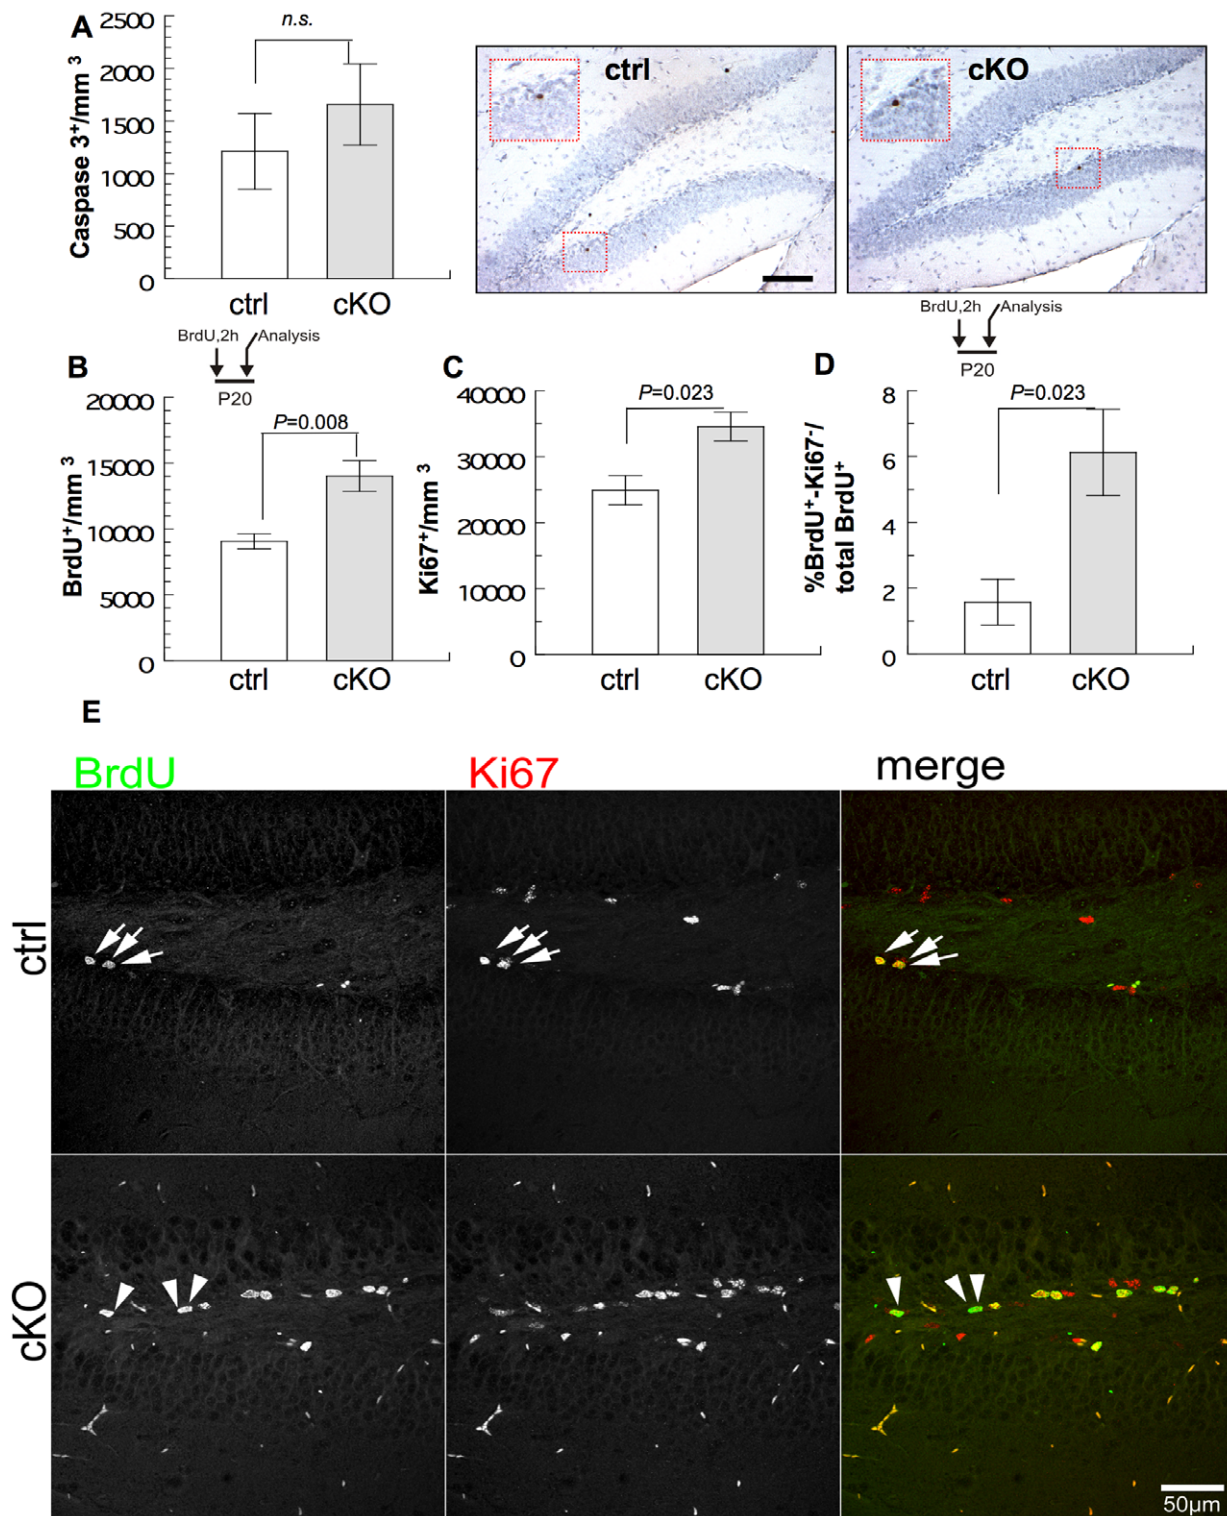 A
n.s.
2500
2000
1500
1000
500
0
Caspase 3⁺/mm ³
ctrl
cKO
ctrl
cKO
BrdU,2h
Analysis
P20
B
20000
15000
10000
5000
0
BrdU⁺/mm ³
P=0.008
ctrl
cKO
C
40000
30000
20000
10000
0
Ki67⁺/mm ³
P=0.023
ctrl
cKO
BrdU,2h
Analysis
P20
D
8
6
4
2
0
%BrdU⁺-Ki67⁻/
total BrdU⁺
P=0.023
ctrl
cKO
E
BrdU
Ki67
merge
ctrl
cKO
50µm